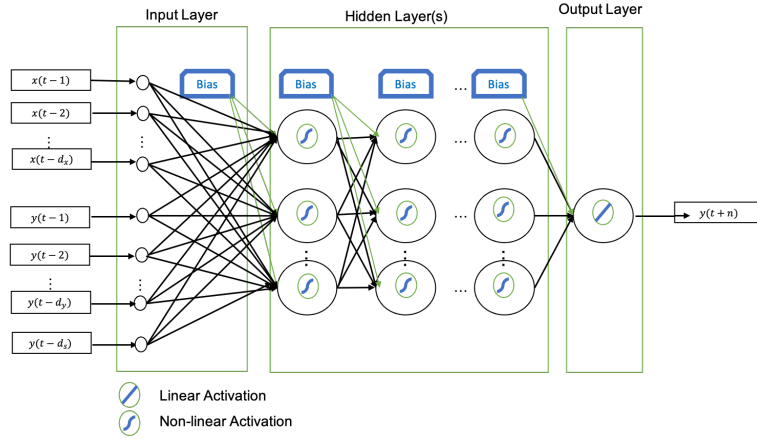 Input Layer
Hidden Layer(s)
Output Layer
x(t − 1)
x(t − 2)
⋮
x(t − d_x)
y(t − 1)
y(t − 2)
⋮
y(t − d_y)
y(t − d_s)
Bias
Bias
Bias
...
Bias
...
...
...
y(t + n)
Linear Activation
Non-linear Activation